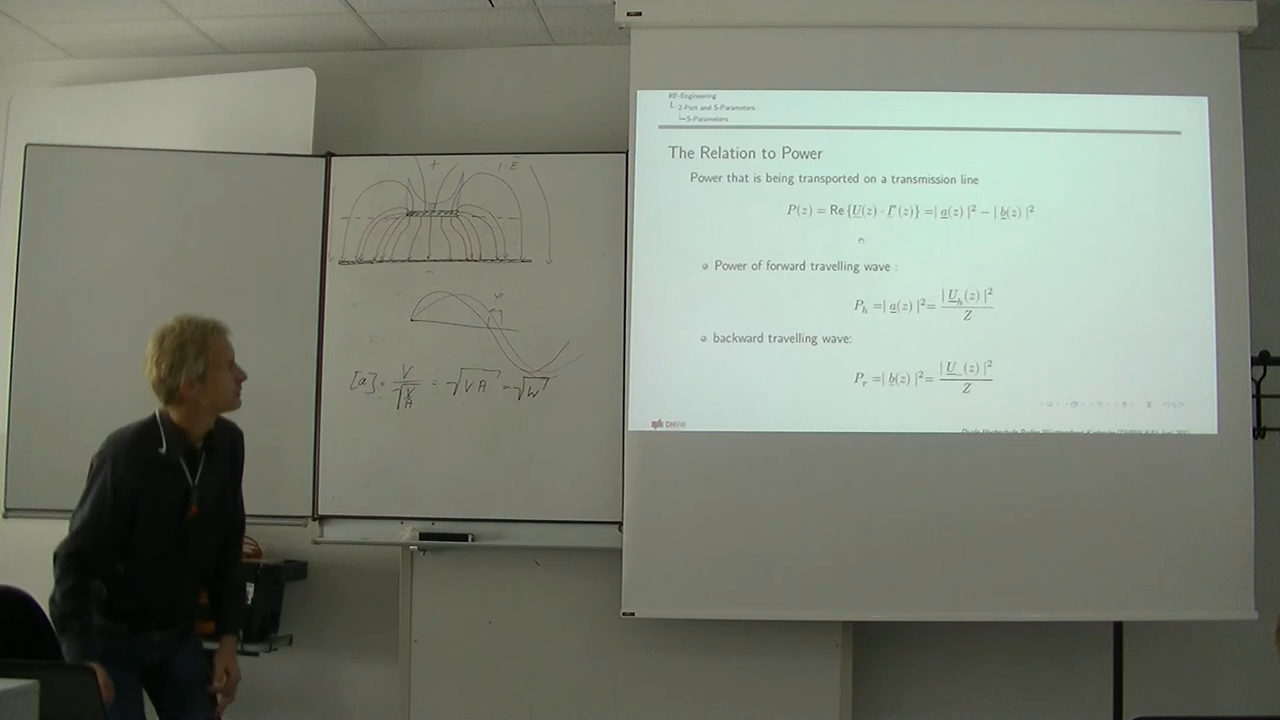 + | E
−
φ
[a] = V / √(V/A) = √VA = √W
RF-Engineering
2-Port and S-Parameters
S-Parameters
The Relation to Power
Power that is being transported on a transmission line
P(z) = Re {U(z) · I*(z)} =| a(z) |² − | b(z) |²
Power of forward travelling wave :
P_h =| a(z) |²= | U_h(z) |² / Z
backward travelling wave:
P_r =| b(z) |²= | U_(z) |² / Z
DHBW